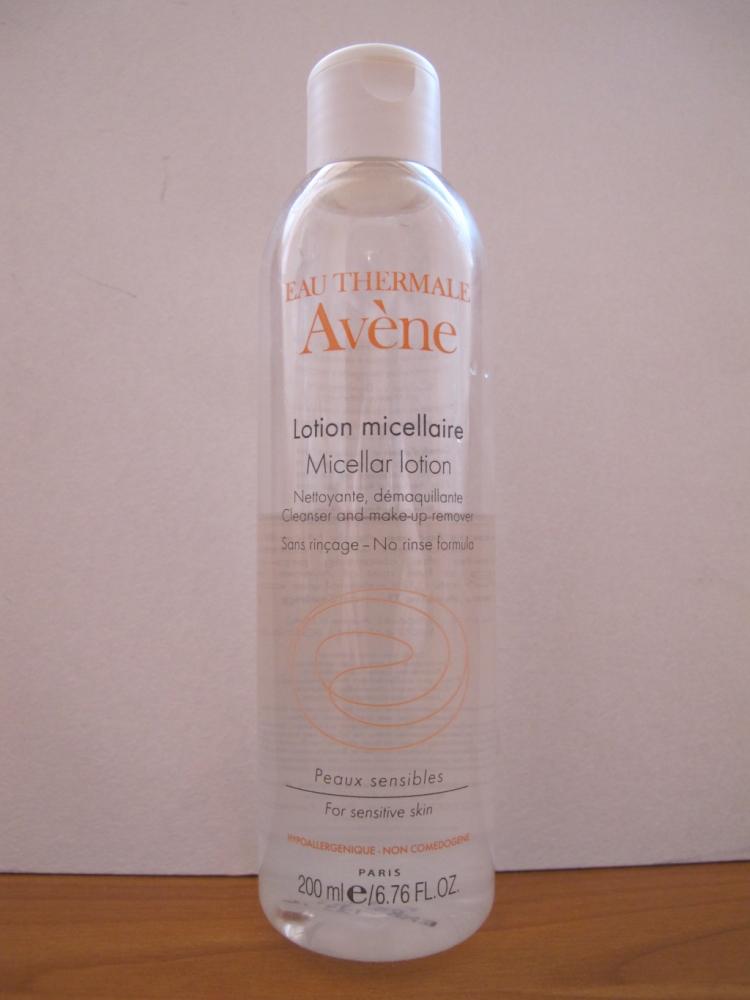 EAU THERMALE
Avène
Lotion micellaire
Micellar lotion
Nettoyante, démaquillante
Cleanser and make-up remover
Sans rinçage – No rinse formula
Peaux sensibles
For sensitive skin
HYPOALLERGENIQUE - NON COMEDOGENE
PARIS
200 ml e/6.76 FL.OZ.